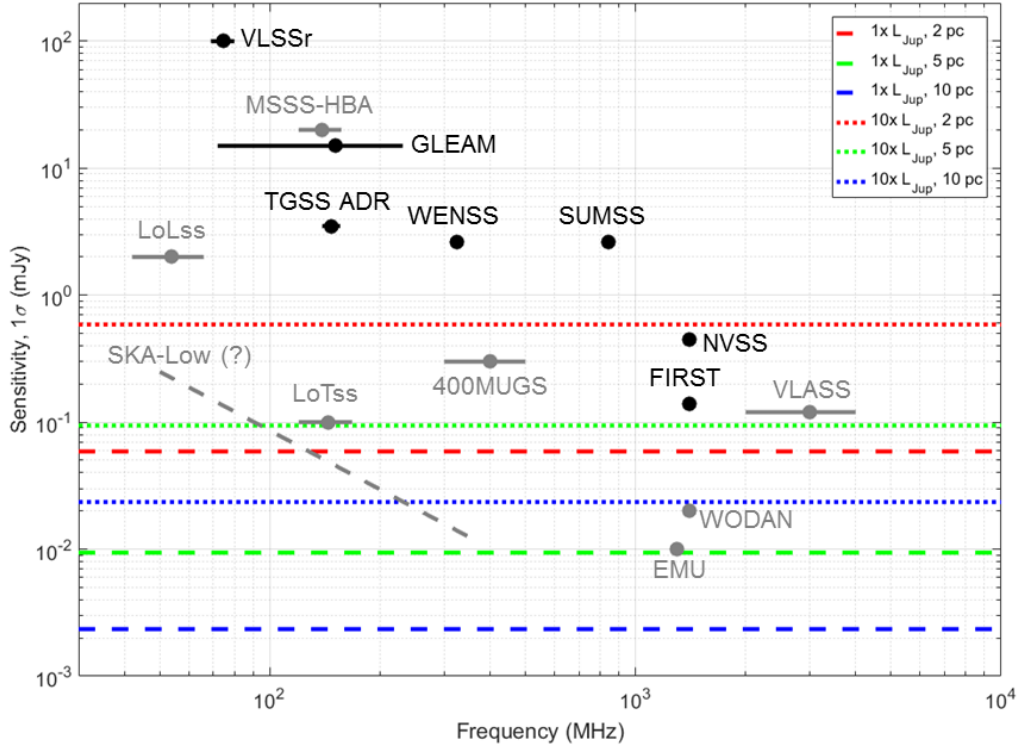 10^2
10^1
10^0
10^-1
10^-2
10^-3
Sensitivity, 1σ (mJy)
VLSSr
MSSS-HBA
GLEAM
TGSS ADR
WENSS
SUMSS
LoLss
SKA-Low (?)
LoTss
400MUGS
NVSS
FIRST
VLASS
WODAN
EMU
1x L_Jup, 2 pc
1x L_Jup, 5 pc
1x L_Jup, 10 pc
10x L_Jup, 2 pc
10x L_Jup, 5 pc
10x L_Jup, 10 pc
10^2
10^3
10^4
Frequency (MHz)